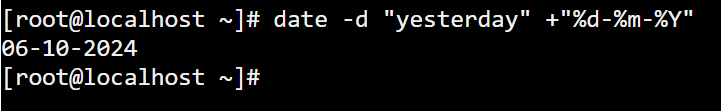 [root@localhost ~]# date -d "yesterday" +"%d-%m-%Y"
06-10-2024
[root@localhost ~]#